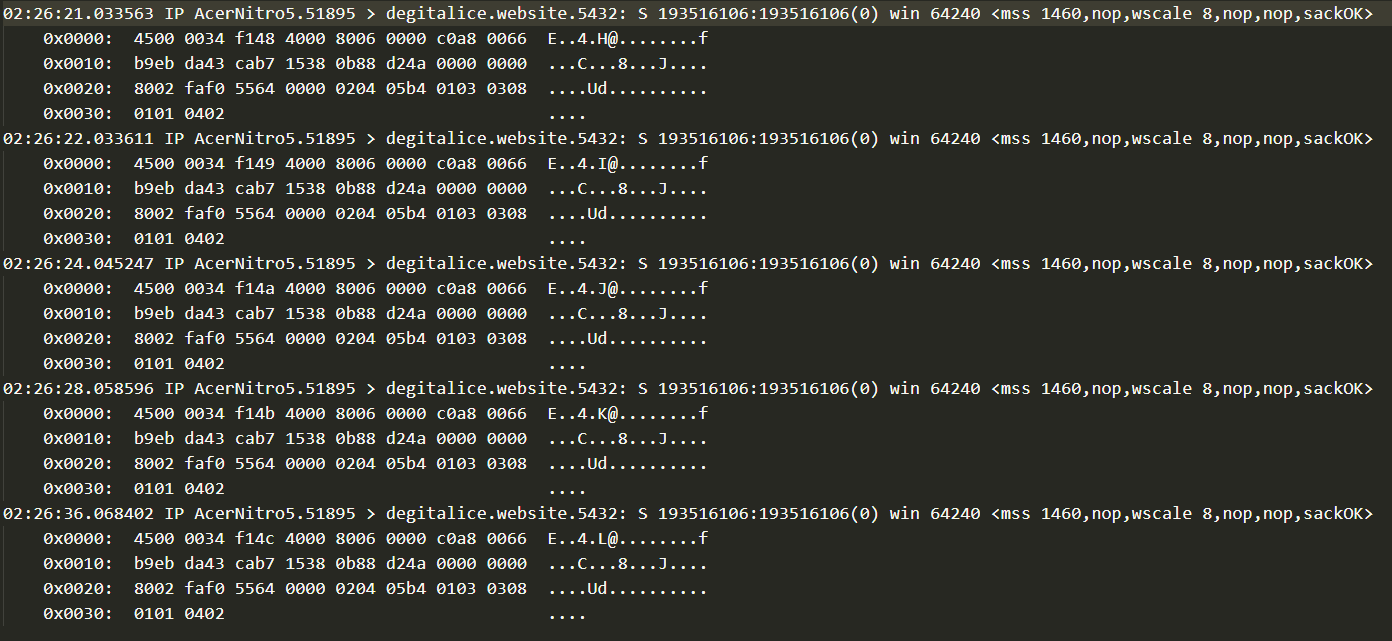 02:26:21.033563 IP AcerNitro5.51895 > degitalice.website.5432: S 193516106:193516106(0) win 64240 <mss 1460,nop,wscale 8,nop,nop,sackOK>
0x0000: 4500 0034 f148 4000 8006 0000 c0a8 0066 E..4.H@........f
0x0010: b9eb da43 cab7 1538 0b88 d24a 0000 0000 ...C...8...J....
0x0020: 8002 faf0 5564 0000 0204 05b4 0103 0308 ....Ud..........
0x0030: 0101 0402 ....
02:26:22.033611 IP AcerNitro5.51895 > degitalice.website.5432: S 193516106:193516106(0) win 64240 <mss 1460,nop,wscale 8,nop,nop,sackOK>
0x0000: 4500 0034 f149 4000 8006 0000 c0a8 0066 E..4.I@........f
0x0010: b9eb da43 cab7 1538 0b88 d24a 0000 0000 ...C...8...J....
0x0020: 8002 faf0 5564 0000 0204 05b4 0103 0308 ....Ud..........
0x0030: 0101 0402 ....
02:26:24.045247 IP AcerNitro5.51895 > degitalice.website.5432: S 193516106:193516106(0) win 64240 <mss 1460,nop,wscale 8,nop,nop,sackOK>
0x0000: 4500 0034 f14a 4000 8006 0000 c0a8 0066 E..4.J@........f
0x0010: b9eb da43 cab7 1538 0b88 d24a 0000 0000 ...C...8...J....
0x0020: 8002 faf0 5564 0000 0204 05b4 0103 0308 ....Ud..........
0x0030: 0101 0402 ....
02:26:28.058596 IP AcerNitro5.51895 > degitalice.website.5432: S 193516106:193516106(0) win 64240 <mss 1460,nop,wscale 8,nop,nop,sackOK>
0x0000: 4500 0034 f14b 4000 8006 0000 c0a8 0066 E..4.K@........f
0x0010: b9eb da43 cab7 1538 0b88 d24a 0000 0000 ...C...8...J....
0x0020: 8002 faf0 5564 0000 0204 05b4 0103 0308 ....Ud..........
0x0030: 0101 0402 ....
02:26:36.068402 IP AcerNitro5.51895 > degitalice.website.5432: S 193516106:193516106(0) win 64240 <mss 1460,nop,wscale 8,nop,nop,sackOK>
0x0000: 4500 0034 f14c 4000 8006 0000 c0a8 0066 E..4.L@........f
0x0010: b9eb da43 cab7 1538 0b88 d24a 0000 0000 ...C...8...J....
0x0020: 8002 faf0 5564 0000 0204 05b4 0103 0308 ....Ud..........
0x0030: 0101 0402 ....